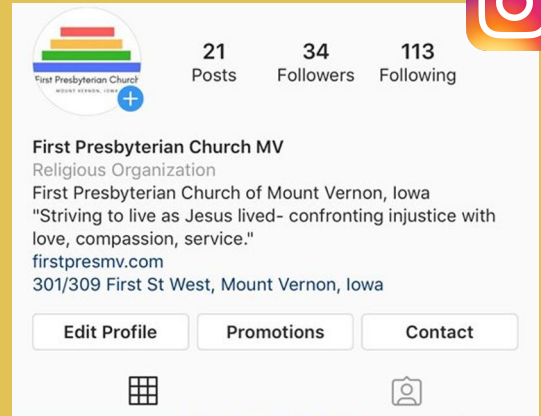 First Presbyterian Church
MOUNT VERNON, IOWA
21 34 113
Posts Followers Following
First Presbyterian Church MV
Religious Organization
First Presbyterian Church of Mount Vernon, Iowa
"Striving to live as Jesus lived- confronting injustice with
love, compassion, service."
firstpresmv.com
301/309 First St West, Mount Vernon, Iowa
Edit Profile Promotions Contact